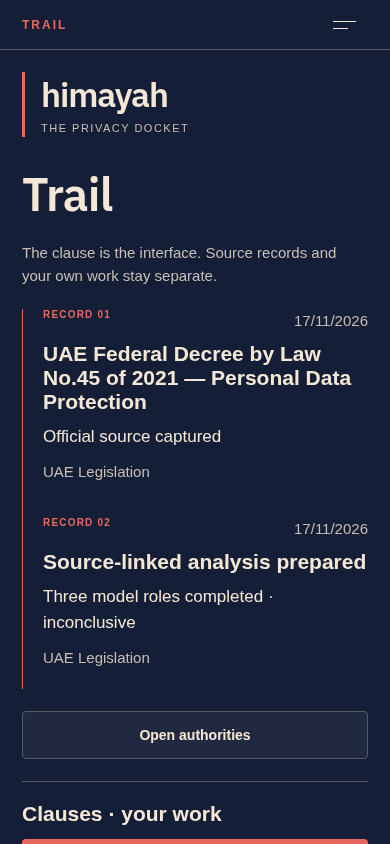 TRAIL
himayah
THE PRIVACY DOCKET
Trail
The clause is the interface. Source records and
your own work stay separate.
RECORD 01
17/11/2026
UAE Federal Decree by Law
No.45 of 2021 — Personal Data
Protection
Official source captured
UAE Legislation
RECORD 02
17/11/2026
Source-linked analysis prepared
Three model roles completed ·
inconclusive
UAE Legislation
Open authorities
Clauses · your work